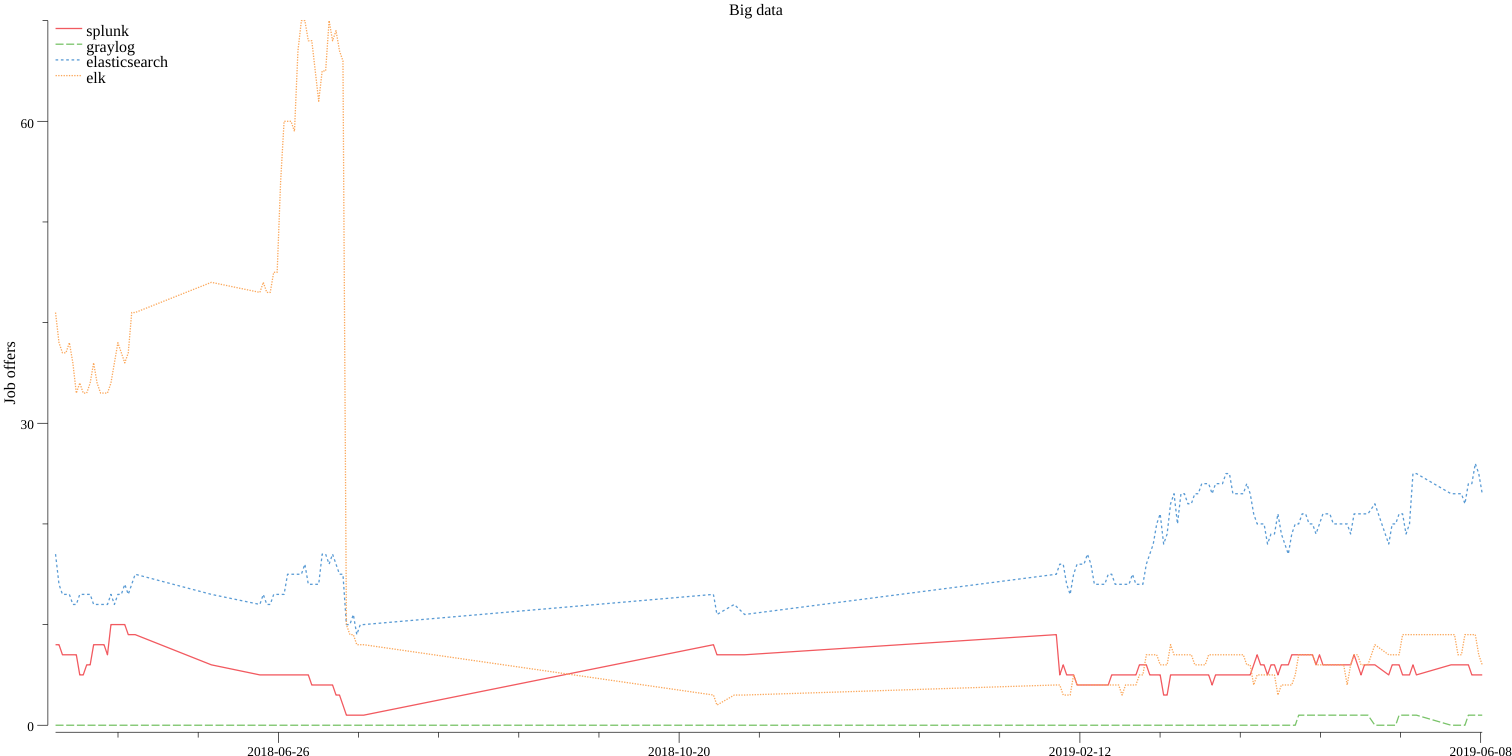 Big data
splunk
graylog
elasticsearch
elk
Job offers
60
30
0
2018-06-26
2018-10-20
2019-02-12
2019-06-08